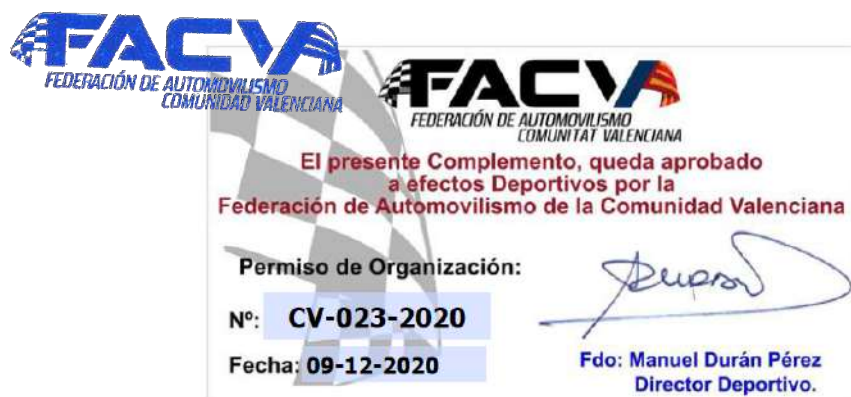 FACVA
FEDERACIÓN DE AUTOMOVILISMO
COMUNIDAD VALENCIANA
FACVA
FEDERACIÓN DE AUTOMOVILISMO
COMUNITAT VALENCIANA
El presente Complemento, queda aprobado
a efectos Deportivos por la
Federación de Automovilismo de la Comunidad Valenciana
Permiso de Organización:
Nº: CV-023-2020
Fecha: 09-12-2020
Fdo: Manuel Durán Pérez
Director Deportivo.